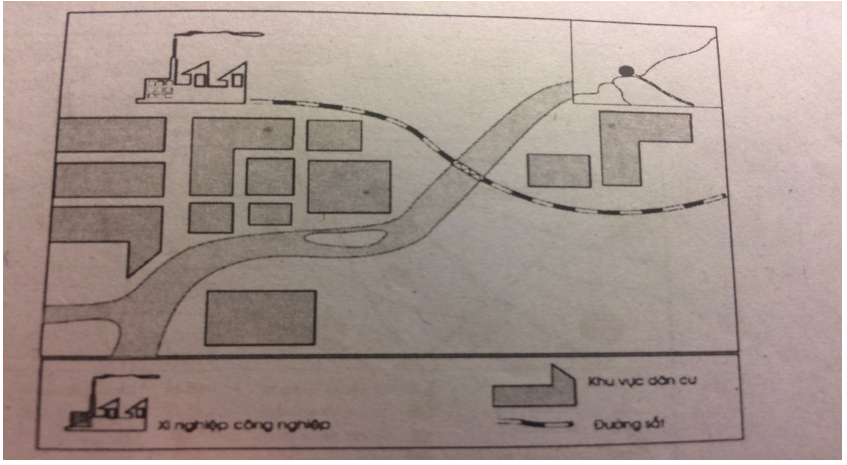 Khu vực dân cư
Xí nghiệp công nghiệp
Đường sắt